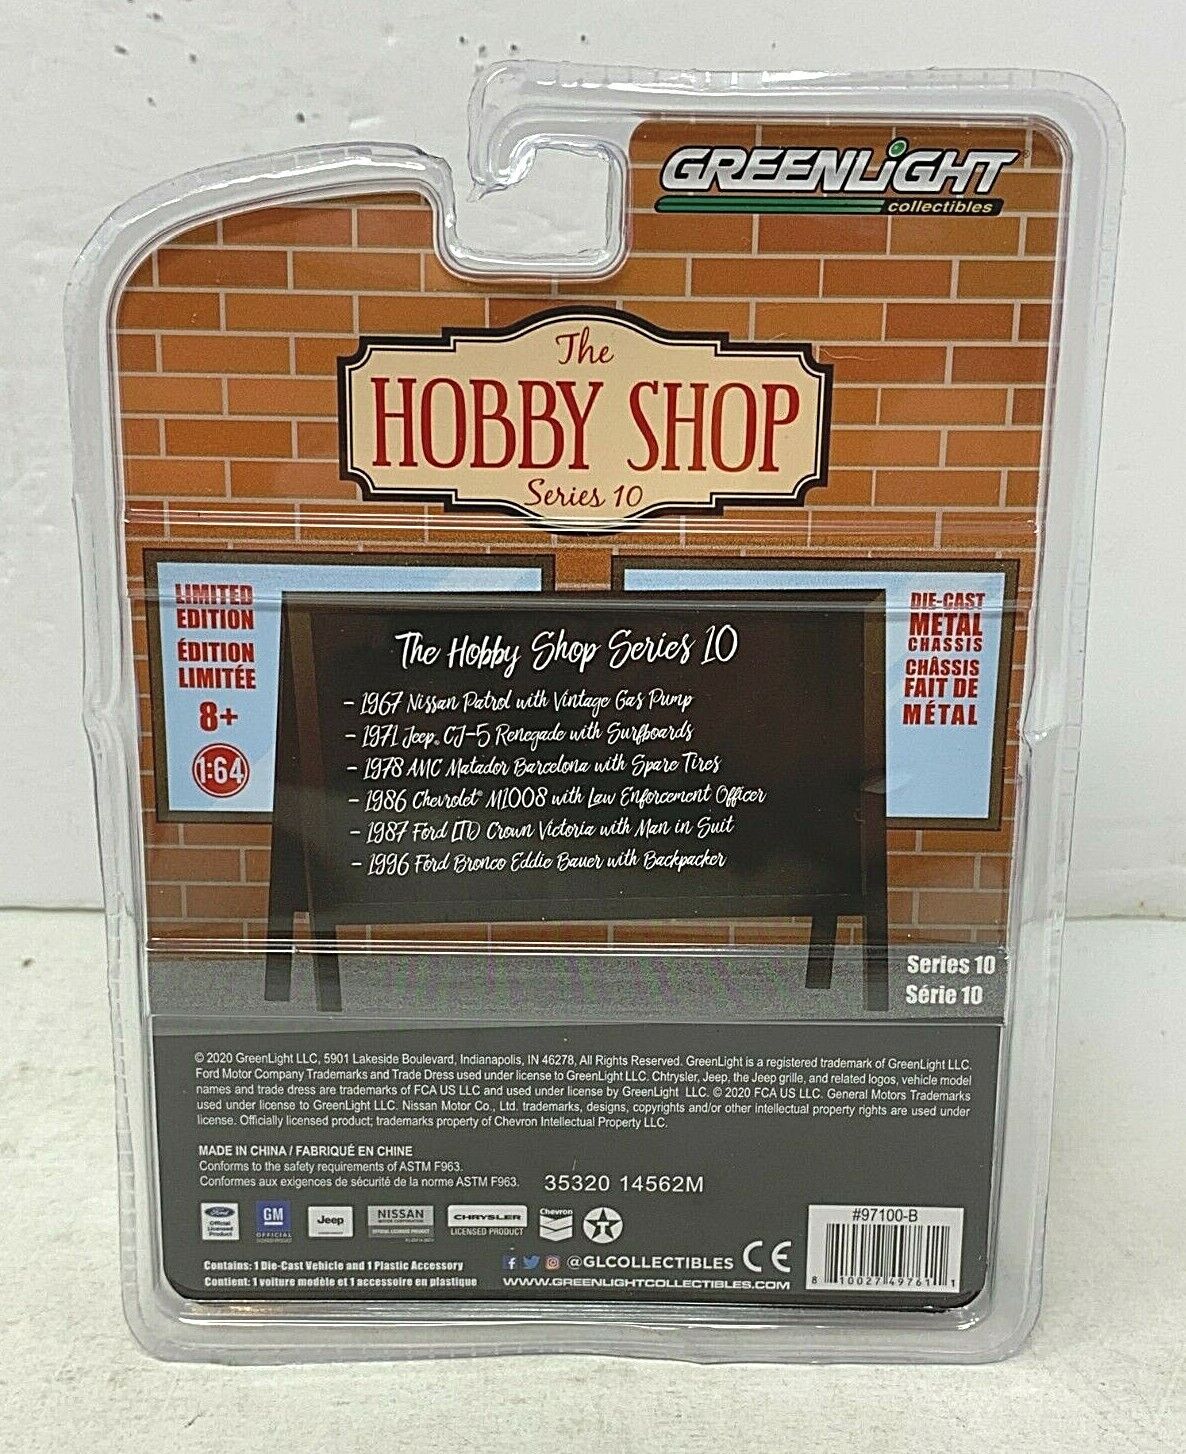 GREENLiGHT
collectibles
The
HOBBY SHOP
Series 10
LIMITED
EDITION
ÉDITION
LIMITÉE
8+
1:64
DIE-CAST
METAL
CHASSIS
CHÂSSIS
FAIT DE
MÉTAL
The Hobby Shop Series 10
- 1967 Nissan Patrol with Vintage Gas Pump
- 1971 Jeep® CJ-5 Renegade with Surfboards
- 1978 AMC Matador Barcelona with Spare Tires
- 1986 Chevrolet® M1008 with Law Enforcement Officer
- 1987 Ford LTD Crown Victoria with Man in Suit
- 1996 Ford Bronco Eddie Bauer with Backpacker
Series 10
Série 10
© 2020 GreenLight LLC, 5901 Lakeside Boulevard, Indianapolis, IN 46278, All Rights Reserved. GreenLight is a registered trademark of GreenLight LLC.
Ford Motor Company Trademarks and Trade Dress used under license to GreenLight LLC. Chtrysler, Jeep, the Jeep grille, and related logos, vehicle model
names and trade dress are trademarks of FCA US LLC and used under license by GreenLight LLC. © 2020 FCA US LLC. General Motors Trademarks
used under license to GreenLight LLC. Nissan Motor Co., Ltd. trademarks, designs, copyrights and/or other intellectual property rights are used under
license. Officially licensed product; trademarks property of Chevron Intellectual Property LLC.
MADE IN CHINA / FABRIQUÉ EN CHINE
Conforms to the safety requirements of ASTM F963.
Conformes aux exigences de sécurité de la norme ASTM F963.
35320 14562M
Ford
Official
Licensed
Product
GM
OFFICIAL
Jeep
NISSAN
CHRYSLER
LICENSED PRODUCT
Chevron
#97100-B
8 10027 49761 1
Contains: 1 Die-Cast Vehicle and 1 Plastic Accessory
Contient: 1 voiture modèle et 1 accessoire en plastique
@GLCOLLECTIBLES
WWW.GREENLIGHTCOLLECTIBLES.COM
CE